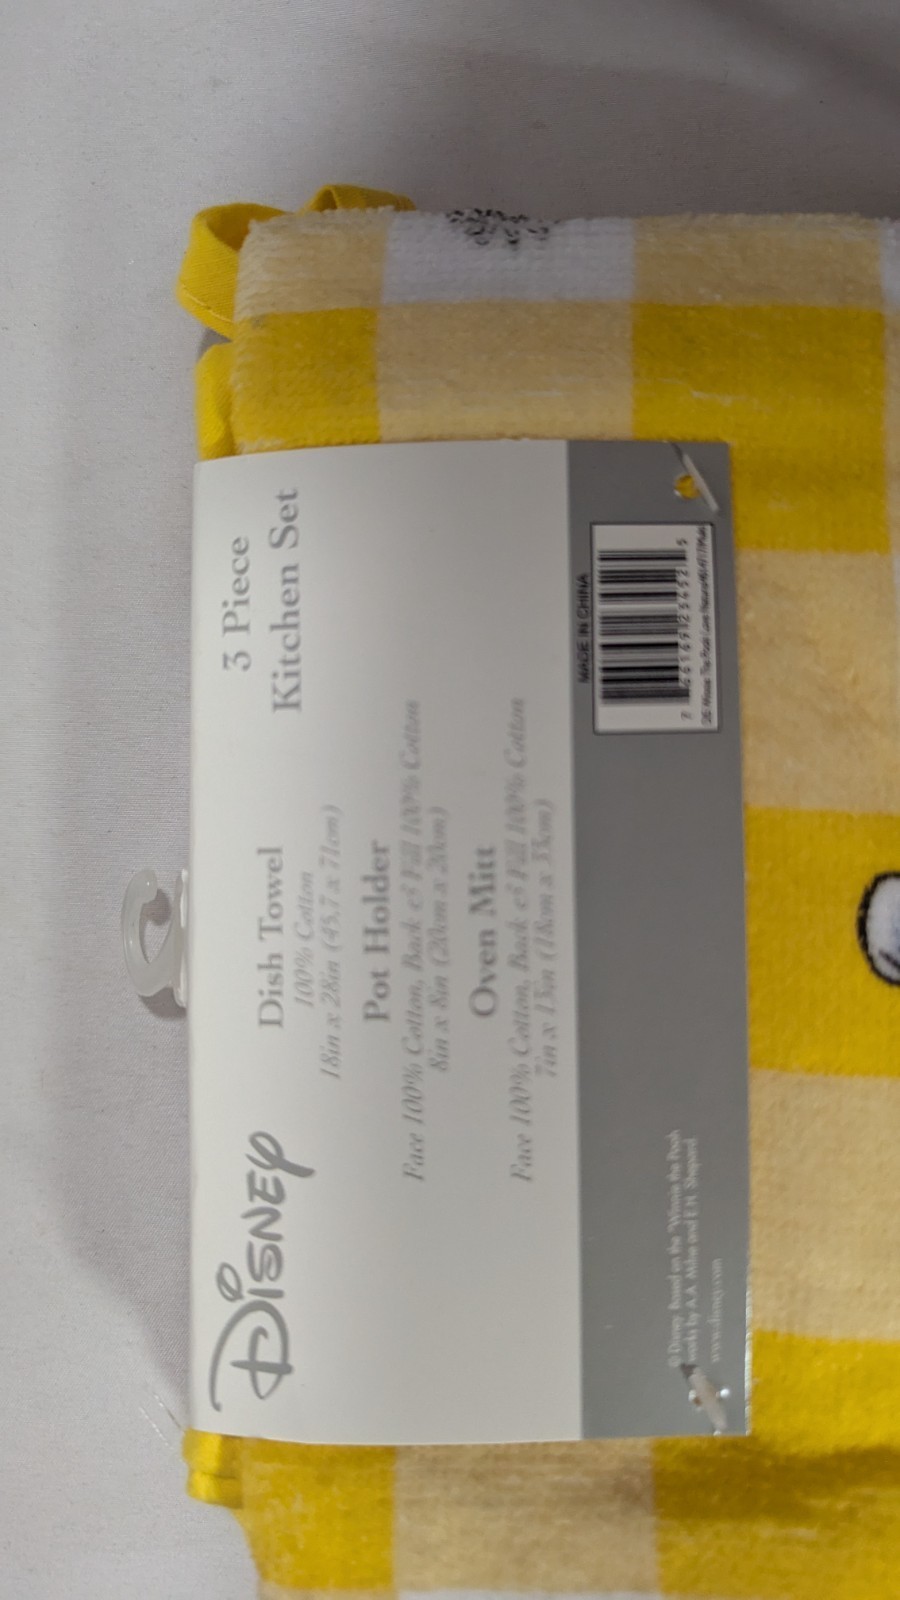 Disney
3 Piece
Kitchen Set
Dish Towel
100% Cotton
18in x 28in (45,7 x 71cm)
Pot Holder
Face 100% Cotton, Back & Fill 100% Cotton
8in x 8in (20cm x 20cm)
Oven Mitt
Face 100% Cotton, Back & Fill 100% Cotton
7in x 13in (18cm x 33cm)
MADE IN CHINA
© Disney Based on the "Winnie the Pooh"
works by A.A. Milne and E.H. Shepard
www.disney.com